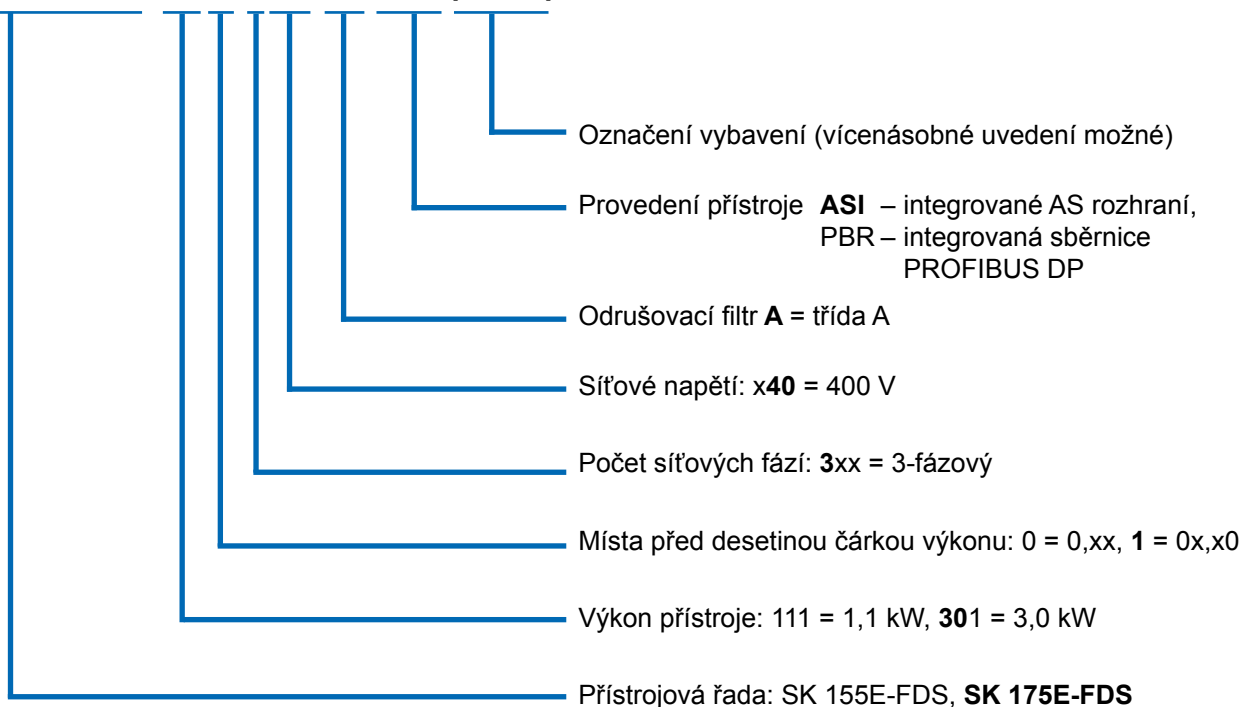 Označení vybavení (vícenásobné uvedení možné)
Provedení přístroje ASI – integrované AS rozhraní,
PBR – integrovaná sběrnice
PROFIBUS DP
Odrušovací filtr A = třída A
Síťové napětí: x40 = 400 V
Počet síťových fází: 3xx = 3-fázový
Místa před desetinou čárkou výkonu: 0 = 0,xx, 1 = 0x,x0
Výkon přístroje: 111 = 1,1 kW, 301 = 3,0 kW
Přístrojová řada: SK 155E-FDS, SK 175E-FDS